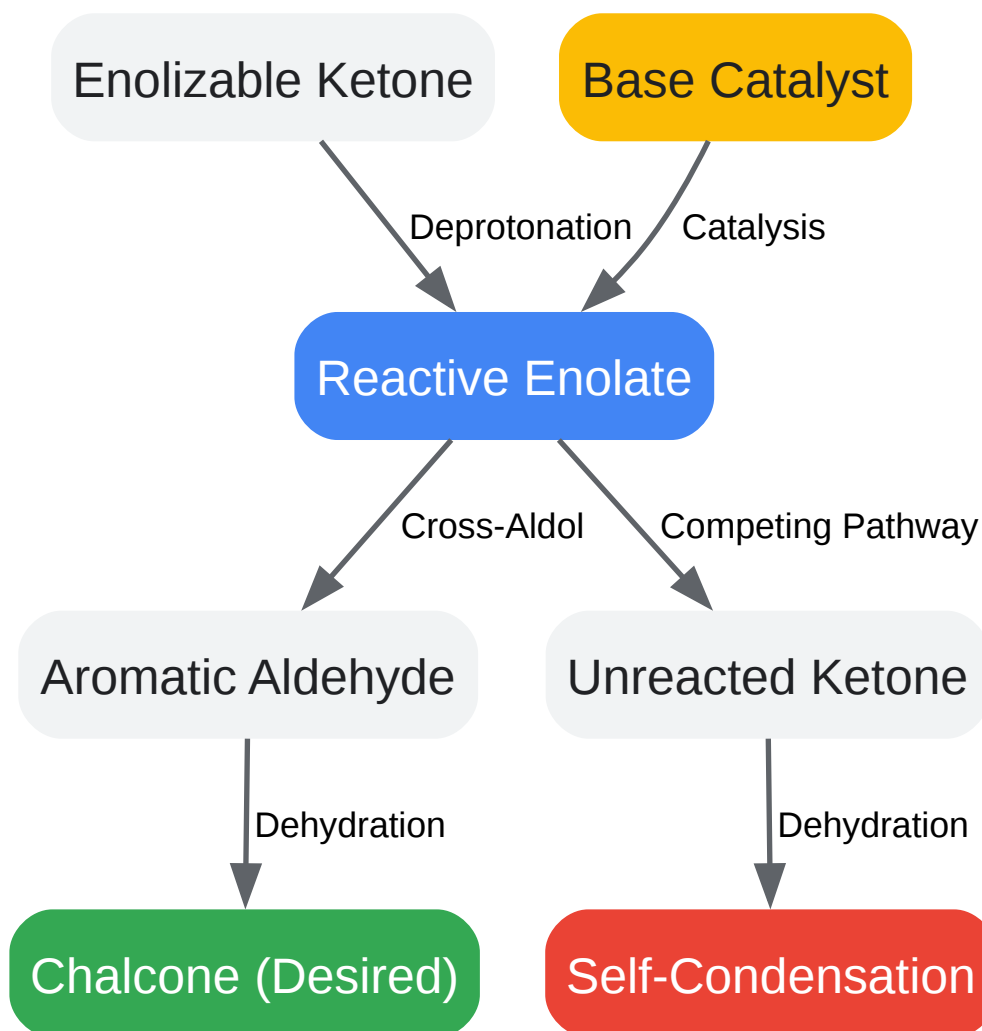 Enolizable Ketone
Base Catalyst
Deprotonation
Catalysis
Reactive Enolate
Cross-Aldol
Competing Pathway
Aromatic Aldehyde
Unreacted Ketone
Dehydration
Dehydration
Chalcone (Desired)
Self-Condensation